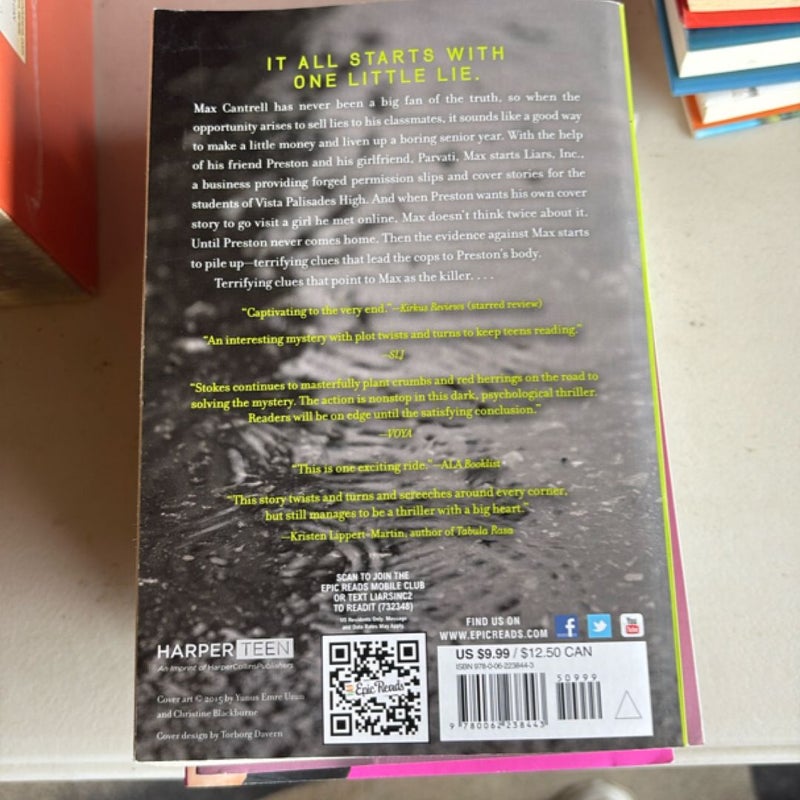 IT ALL STARTS WITH
ONE LITTLE LIE.
Max Cantrell has never been a big fan of the truth, so when the
opportunity arises to sell lies to his classmates, it sounds like a good way
to make a little money and liven up a boring senior year. With the help
of his friend Preston and his girlfriend, Parvati, Max starts Liars, Inc.,
a business providing forged permission slips and cover stories for the
students of Vista Palisades High. And when Preston wants his own cover
story to go visit a girl he met online, Max doesn't think twice about it.
Until Preston never comes home. Then the evidence against Max starts
to pile up—terrifying clues that lead the cops to Preston's body.
Terrifying clues that point to Max as the killer. . . .
"Captivating to the very end."—Kirkus Reviews (starred review)
"An interesting mystery with plot twists and turns to keep teens reading."
—SLJ
"Stokes continues to masterfully plant crumbs and red herrings on the road to
solving the mystery. The action is nonstop in this dark, psychological thriller.
Readers will be on edge until the satisfying conclusion."
—VOYA
"This is one exciting ride."—ALA Booklist
"This story twists and turns and screeches around every corner,
but still manages to be a thriller with a big heart."
—Kristen Lippert-Martin, author of Tabula Rasa
SCAN TO JOIN THE
EPIC READS MOBILE CLUB
OR TEXT LIARSINC2
TO READIT (732348)
US Residents Only. Message
and Data Rates May Apply.
FIND US ON
WWW.EPICREADS.COM
f
You Tube
HARPER TEEN
An Imprint of HarperCollinsPublishers
Epic Reads
US $9.99 / $12.50 CAN
ISBN 978-0-06-223844-3
50999
9 780062 238443
Cover art © 2015 by Yunus Emre Uzun
and Christine Blackburne
Cover design by Torborg Davern